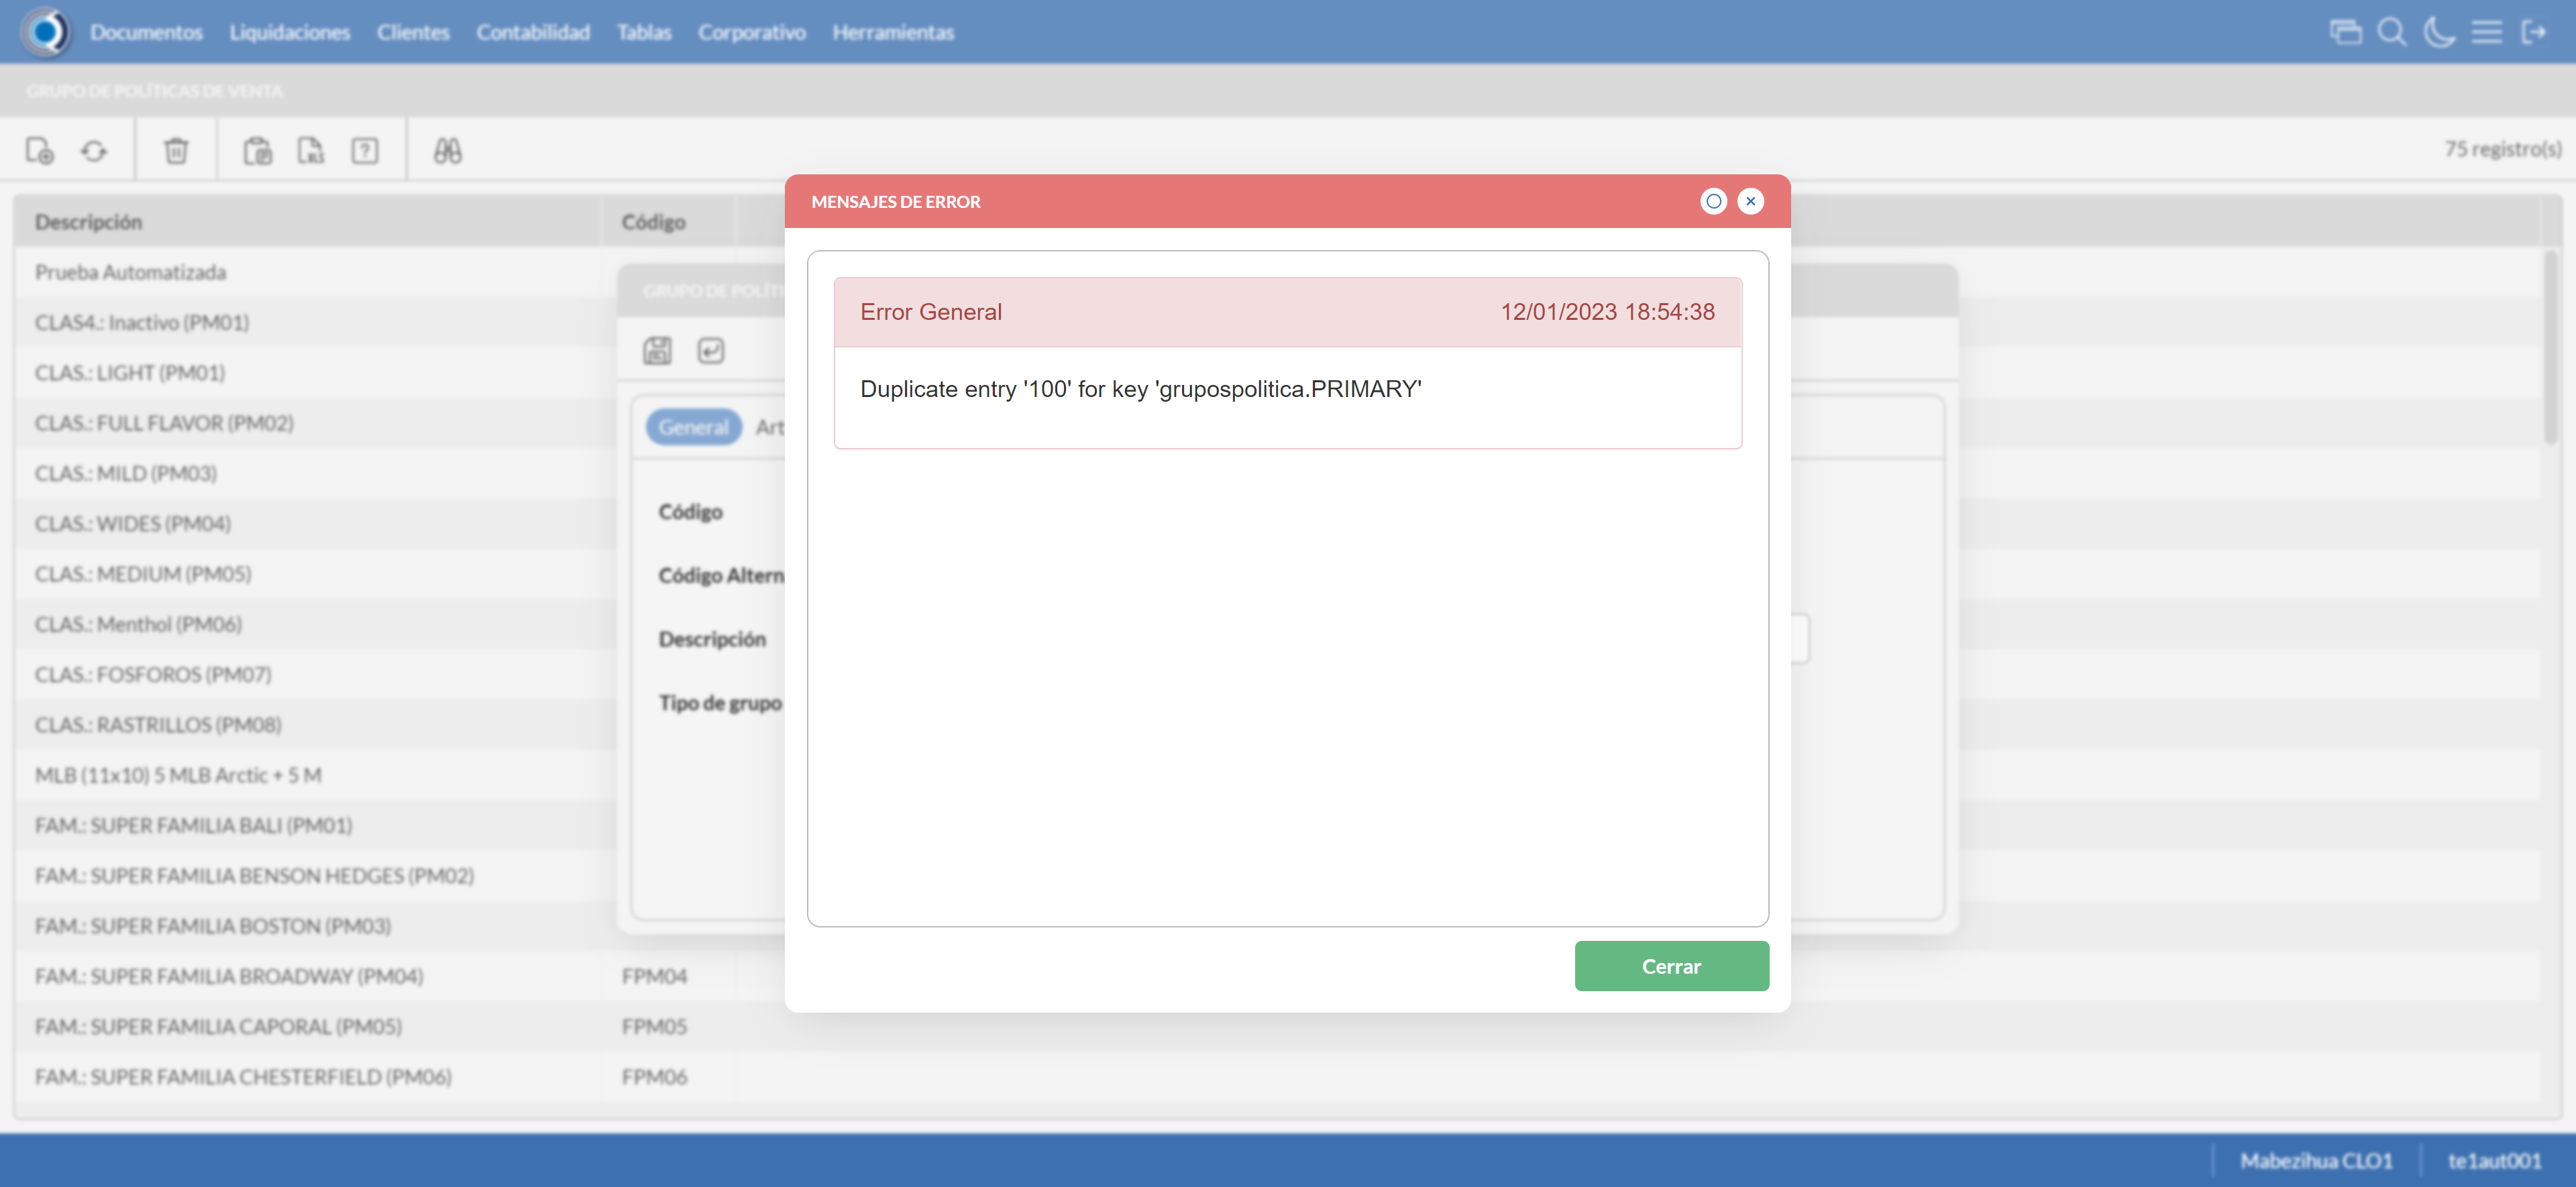 Documentos Liquidaciones Clientes Contabilidad Tablas Corporativo Herramientas
GRUPO DE POLÍTICAS DE VENTA
75 registro(s)
Descripción Código
Prueba Automatizada
CLAS4.: Inactivo (PM01)
CLAS.: LIGHT (PM01)
CLAS.: FULL FLAVOR (PM02)
CLAS.: MILD (PM03)
CLAS.: WIDES (PM04)
CLAS.: MEDIUM (PM05)
CLAS.: Menthol (PM06)
CLAS.: FOSFOROS (PM07)
CLAS.: RASTRILLOS (PM08)
MLB (11x10) 5 MLB Arctic + 5 M
FAM.: SUPER FAMILIA BALI (PM01)
FAM.: SUPER FAMILIA BENSON HEDGES (PM02)
FAM.: SUPER FAMILIA BOSTON (PM03)
FAM.: SUPER FAMILIA BROADWAY (PM04) FPM04
FAM.: SUPER FAMILIA CAPORAL (PM05) FPM05
FAM.: SUPER FAMILIA CHESTERFIELD (PM06) FPM06
GRUPO DE POLÍTI
General Art
Código
Código Altern
Descripción
Tipo de grupo
MENSAJES DE ERROR
Error General 12/01/2023 18:54:38
Duplicate entry '100' for key 'grupospolitica.PRIMARY'
Cerrar
Mabezihua CLO1 te1aut001